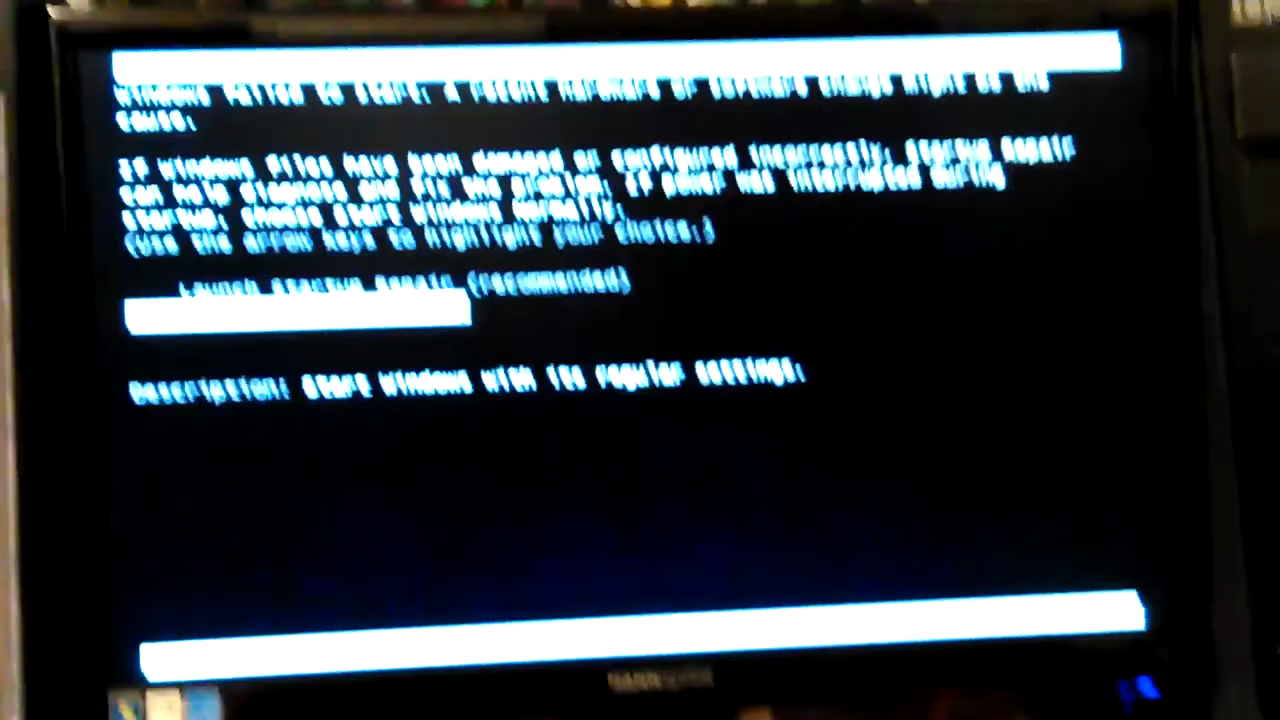 Windows failed to start. A recent hardware or software change might be the
cause.
If Windows files have been damaged or configured incorrectly, Startup Repair
can help diagnose and fix the problem. If power was interrupted during
startup, choose Start Windows Normally.
(Use the arrow keys to highlight your choice.)
Launch Startup Repair (recommended)
Description: Start Windows with its regular settings.